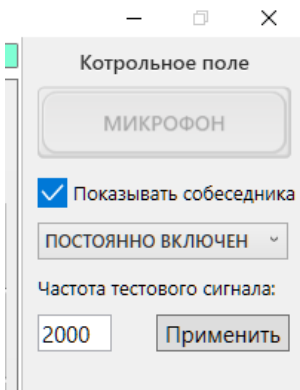 Котрольное поле
МИКРОФОН
Показывать собеседника
ПОСТОЯННО ВКЛЮЧЕН
Частота тестового сигнала:
2000 Применить